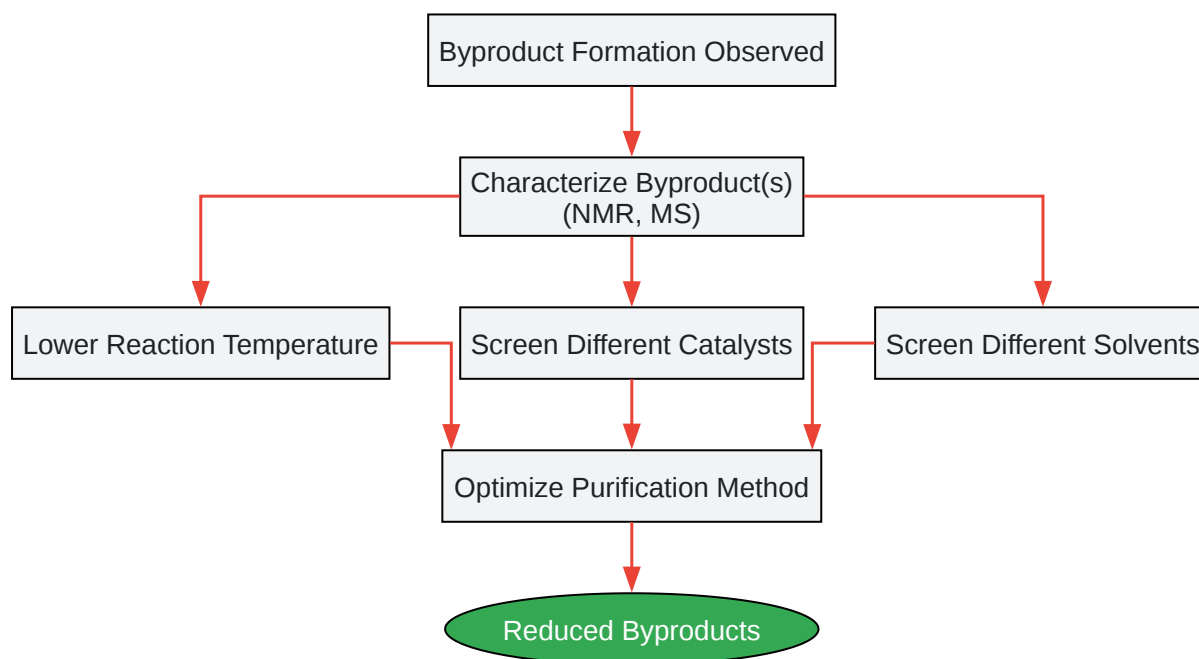 Byproduct Formation Observed
Characterize Byproduct(s)
(NMR, MS)
Lower Reaction Temperature
Screen Different Catalysts
Screen Different Solvents
Optimize Purification Method
Reduced Byproducts